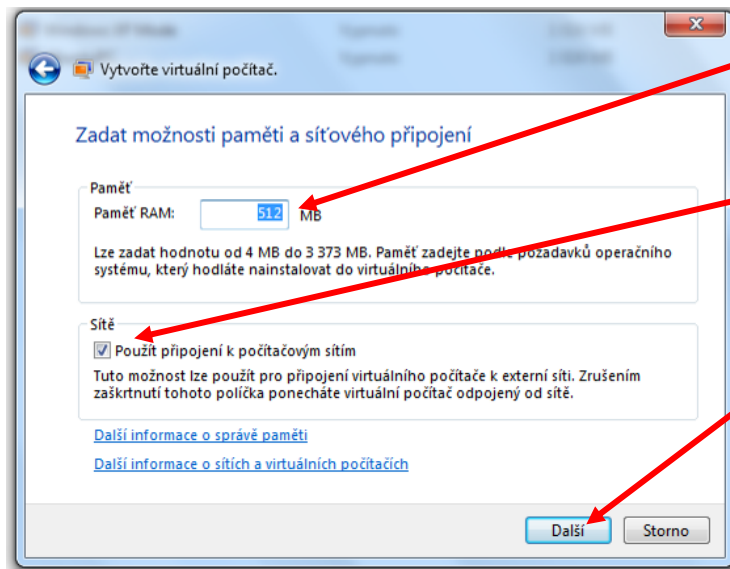 Vytvořte virtuální počítač.
Zadat možnosti paměti a síťového připojení
Paměť
Paměť RAM: 512 MB
Lze zadat hodnotu od 4 MB do 3 373 MB. Paměť zadejte podle požadavků operačního
systému, který hodláte nainstalovat do virtuálního počítače.
Sítě
Použít připojení k počítačovým sítím
Tuto možnost lze použít pro připojení virtuálního počítače k externí síti. Zrušením
zaškrtnutí tohoto políčka ponecháte virtuální počítač odpojený od sítě.
Další informace o správě paměti
Další informace o sítích a virtuálních počítačích
Další Storno